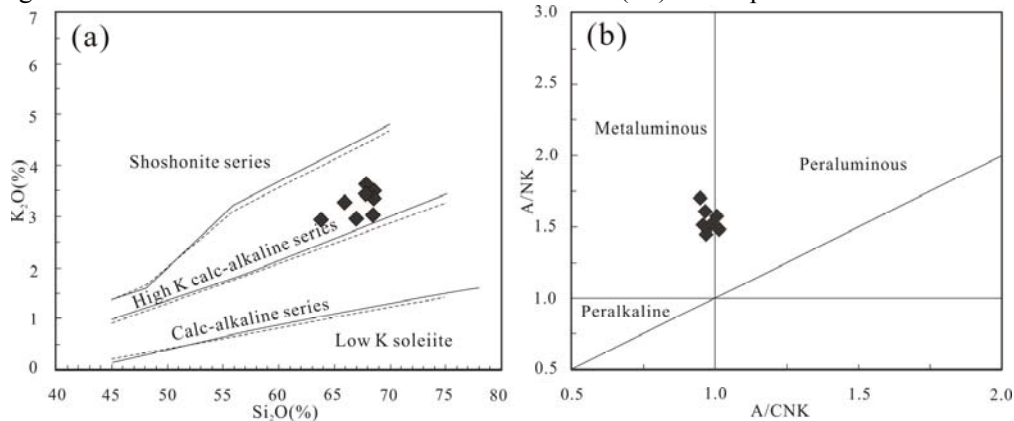 (a)
7
6
5
4
3
2
1
0
K₂O(%)
Shoshonite series
High K calc-alkaline series
Calc-alkaline series
Low K soleiite
40 45 50 55 60 65 70 75 80
Si₂O(%)
(b)
3.0
2.5
2.0
1.5
1.0
0.5
A/NK
Metaluminous
Peraluminous
Peralkaline
0.5 1.0 2.0
A/CNK